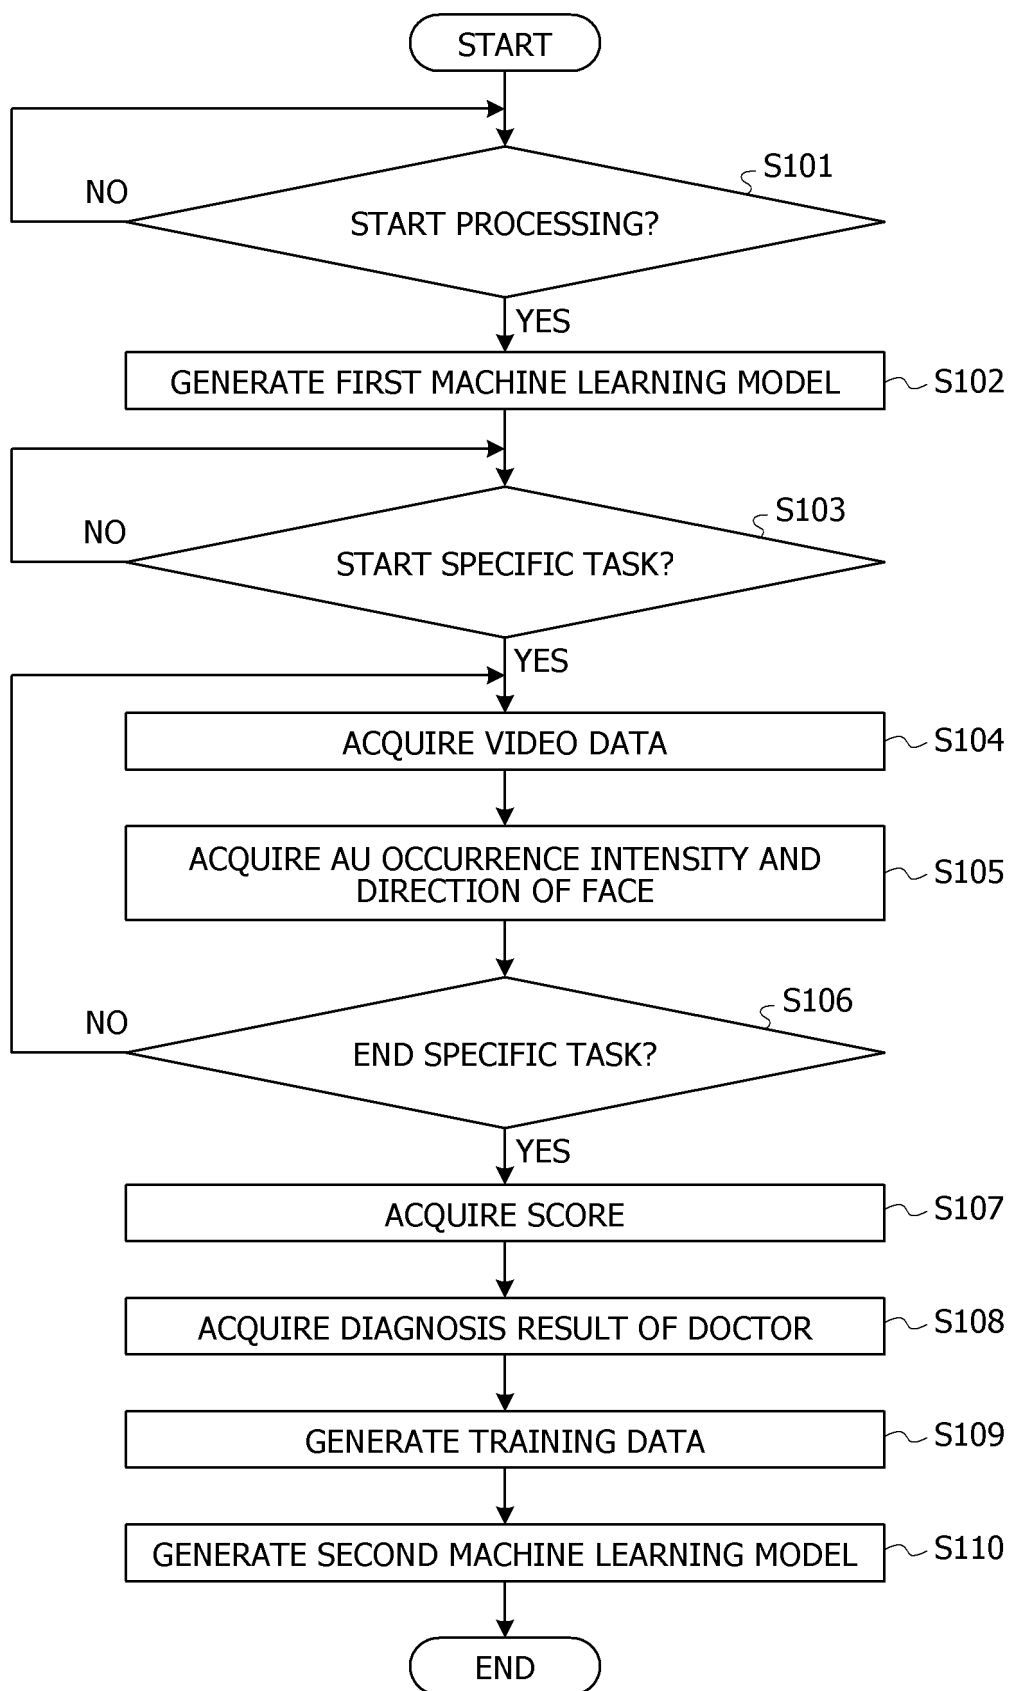 START
S101
NO
START PROCESSING?
YES
GENERATE FIRST MACHINE LEARNING MODEL
S102
S103
NO
START SPECIFIC TASK?
YES
ACQUIRE VIDEO DATA
S104
ACQUIRE AU OCCURRENCE INTENSITY AND
DIRECTION OF FACE
S105
S106
NO
END SPECIFIC TASK?
YES
ACQUIRE SCORE
S107
ACQUIRE DIAGNOSIS RESULT OF DOCTOR
S108
GENERATE TRAINING DATA
S109
GENERATE SECOND MACHINE LEARNING MODEL
S110
END